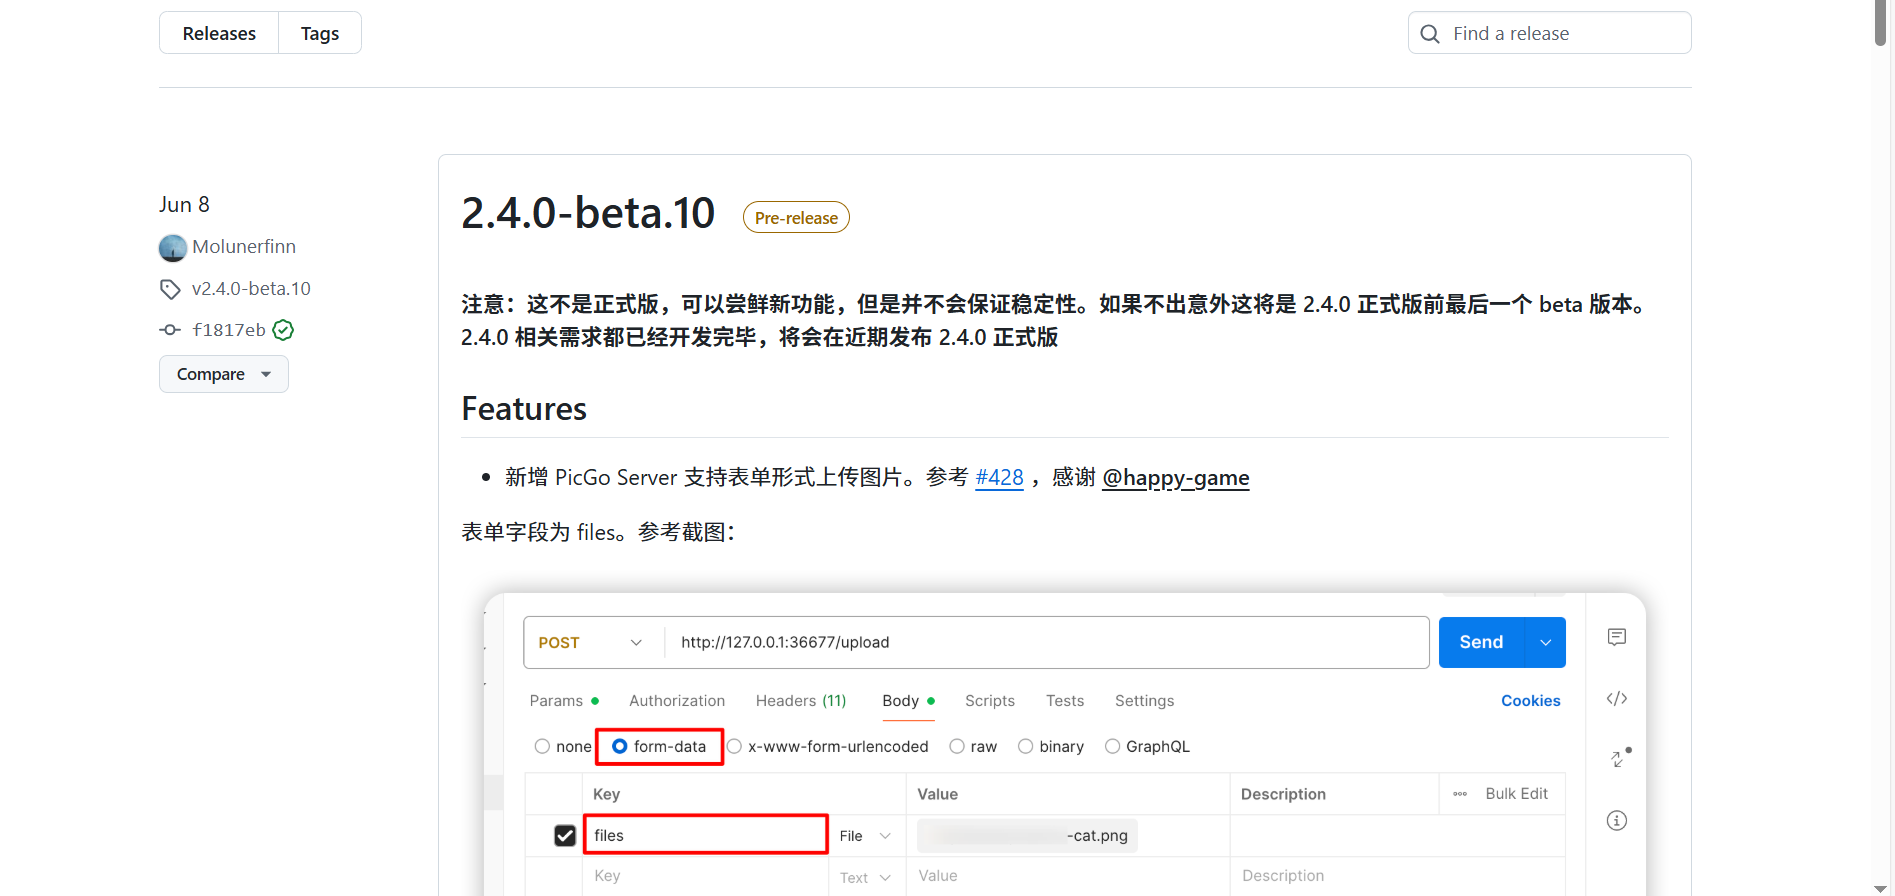 Releases
Tags
Find a release
Jun 8
Molunerfinn
v2.4.0-beta.10
f1817eb
Compare
2.4.0-beta.10 Pre-release
注意：这不是正式版，可以尝鲜新功能，但是并不会保证稳定性。如果不出意外这将是 2.4.0 正式版前最后一个 beta 版本。
2.4.0 相关需求都已经开发完毕，将会在近期发布 2.4.0 正式版
Features
• 新增 PicGo Server 支持表单形式上传图片。参考 #428 ，感谢 @happy-game
表单字段为 files。参考截图：
POST http://127.0.0.1:36677/upload Send
Params Authorization Headers (11) Body Scripts Tests Settings Cookies
none form-data x-www-form-urlencoded raw binary GraphQL
Key Value Description Bulk Edit
files File -cat.png
Key Text Value Description